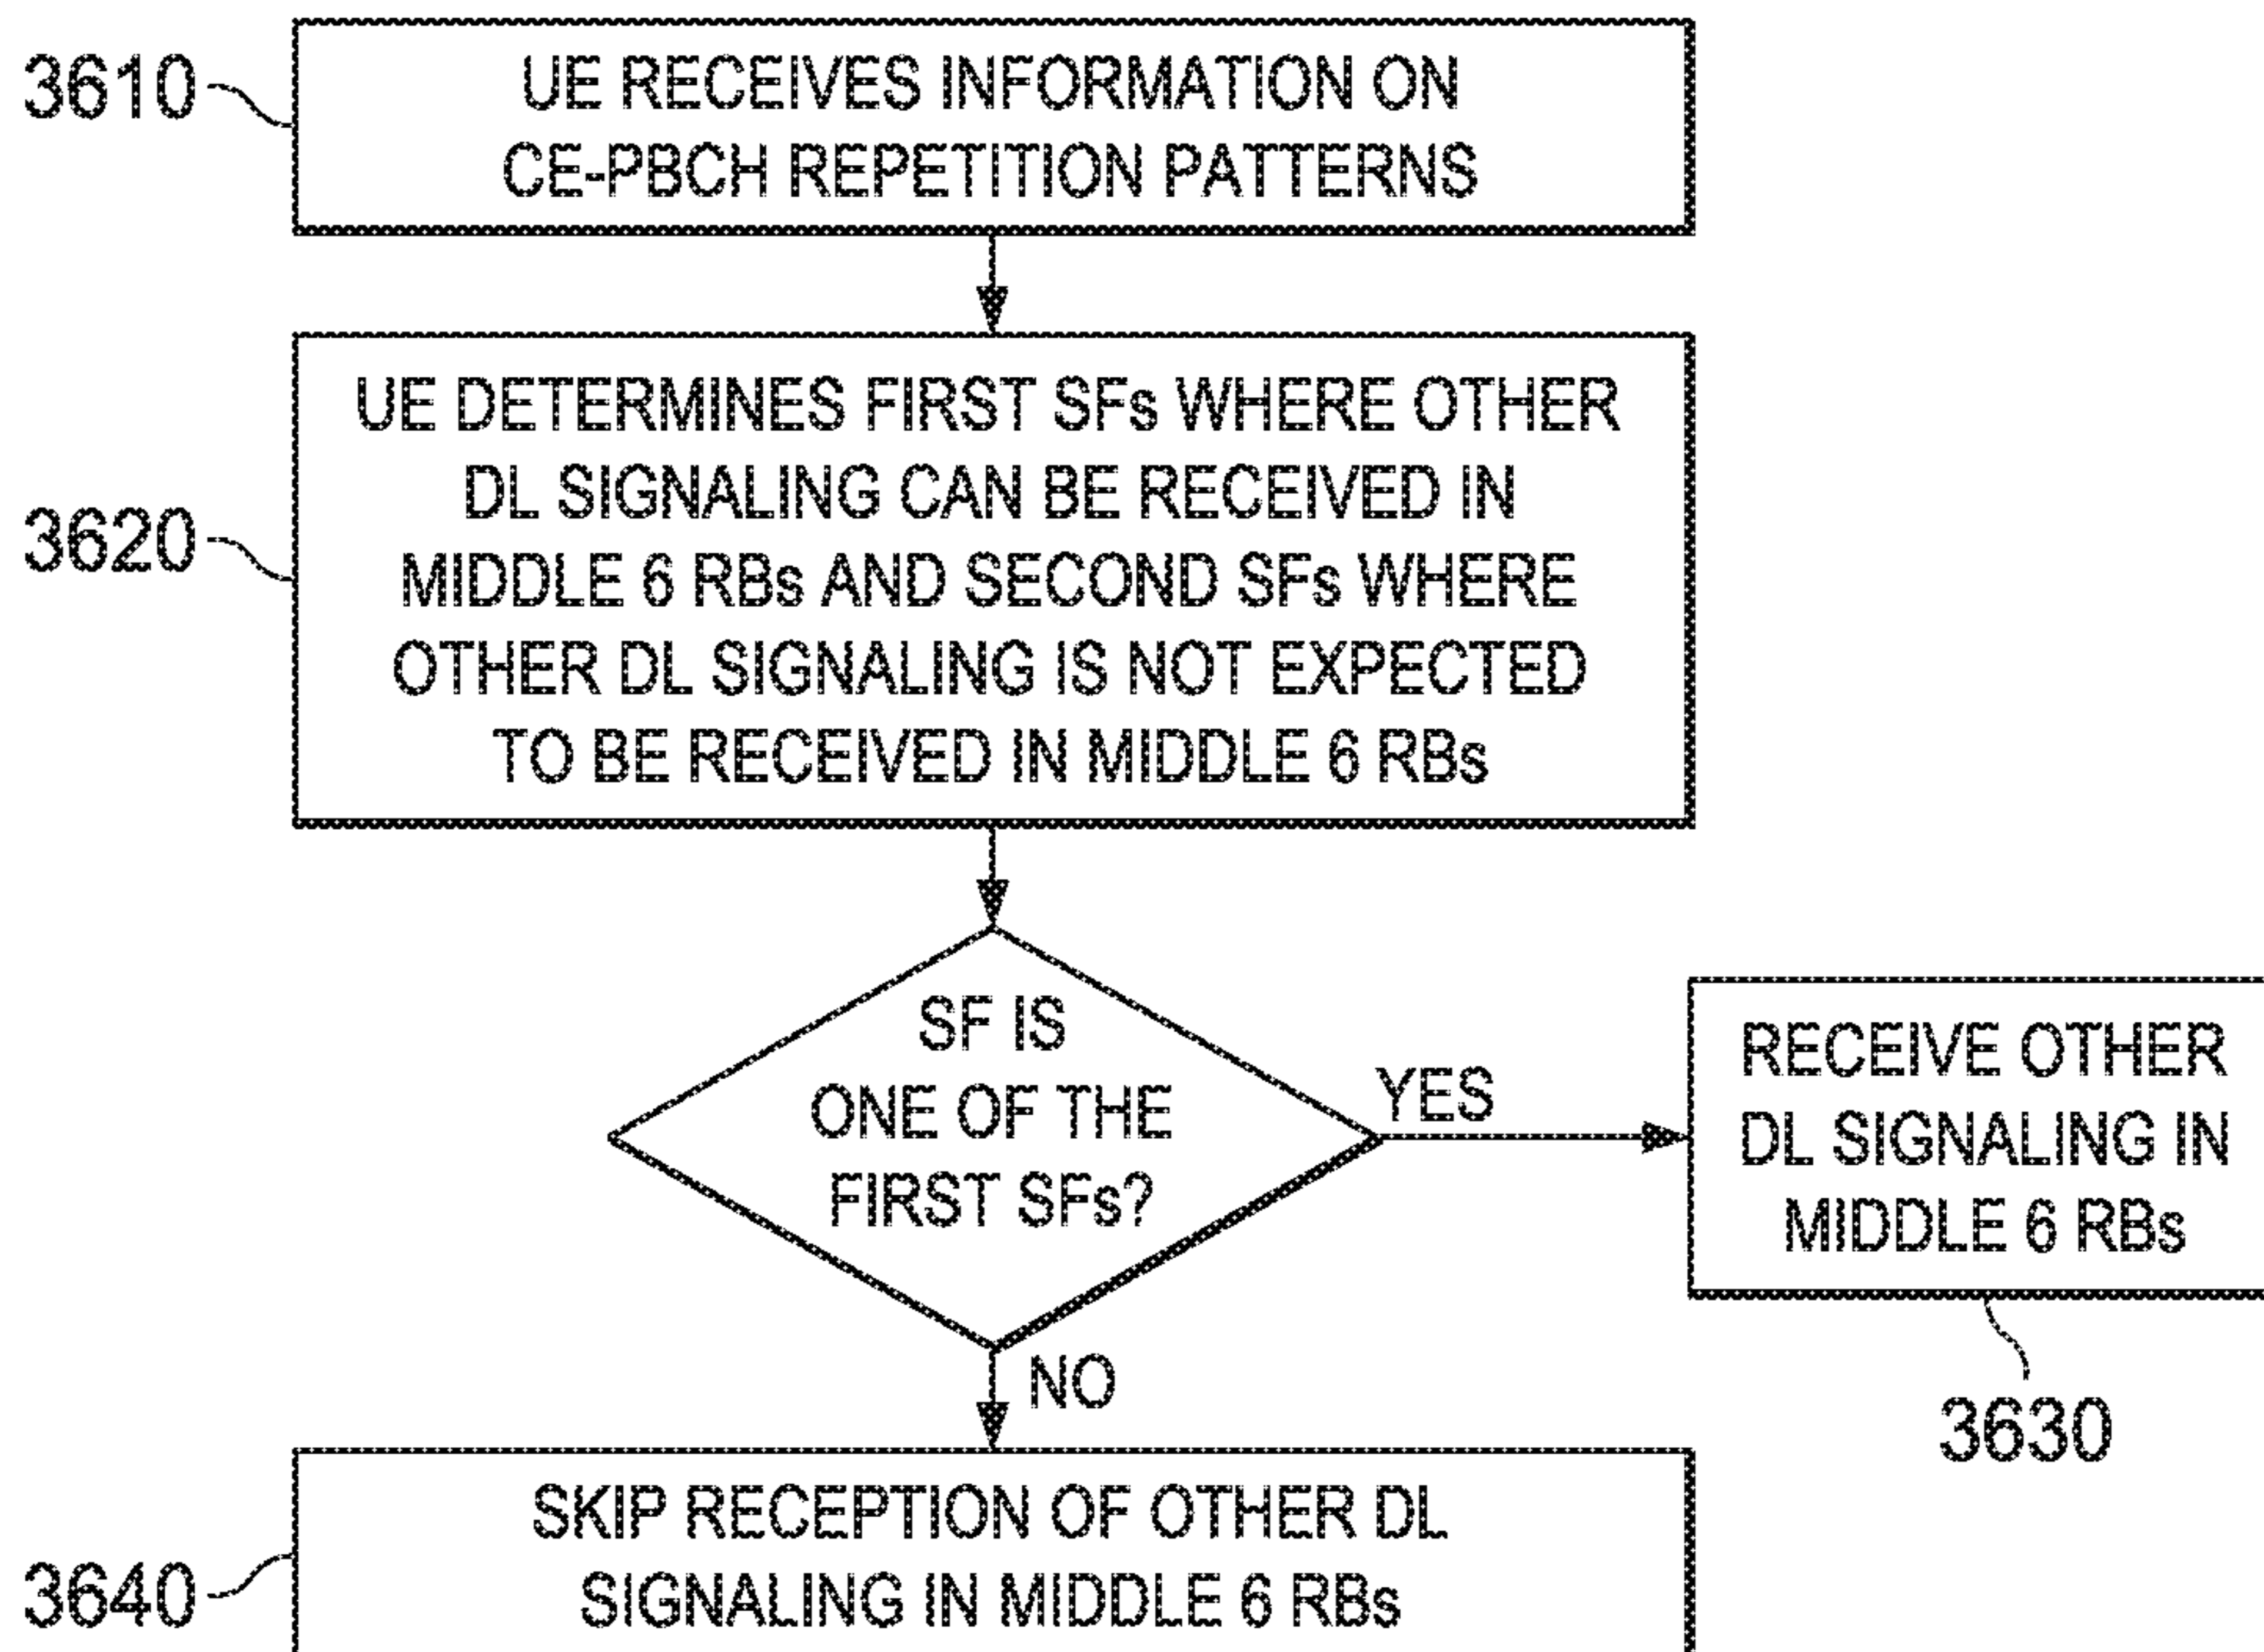 3610
UE RECEIVES INFORMATION ON
CE-PBCH REPETITION PATTERNS
3620
UE DETERMINES FIRST SFs WHERE OTHER
DL SIGNALING CAN BE RECEIVED IN
MIDDLE 6 RBs AND SECOND SFs WHERE
OTHER DL SIGNALING IS NOT EXPECTED
TO BE RECEIVED IN MIDDLE 6 RBs
SF IS
ONE OF THE
FIRST SFs?
YES
RECEIVE OTHER
DL SIGNALING IN
MIDDLE 6 RBs
3630
NO
3640
SKIP RECEPTION OF OTHER DL
SIGNALING IN MIDDLE 6 RBs